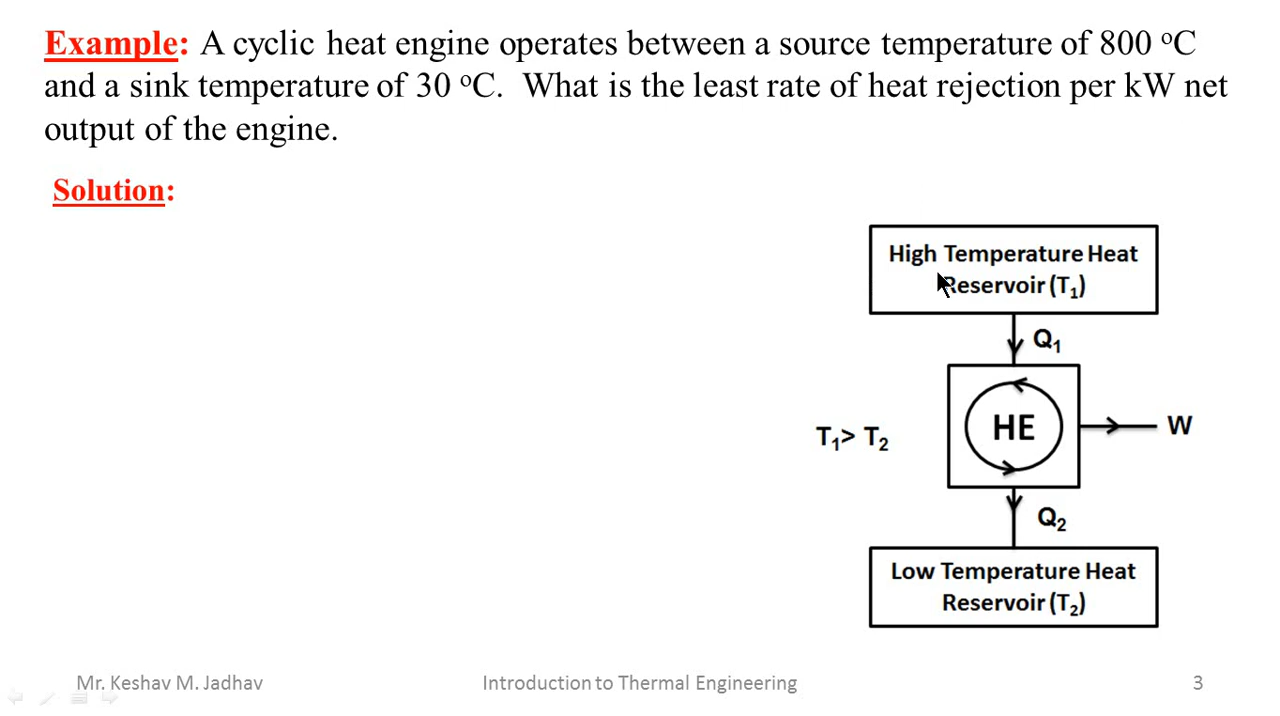 Example: A cyclic heat engine operates between a source temperature of 800 ºC
and a sink temperature of 30 ºC. What is the least rate of heat rejection per kW net
output of the engine.
Solution:
High Temperature Heat
Reservoir (T₁)
Q₁
HE
W
T₁> T₂
Q₂
Low Temperature Heat
Reservoir (T₂)
Mr. Keshav M. Jadhav
Introduction to Thermal Engineering
3